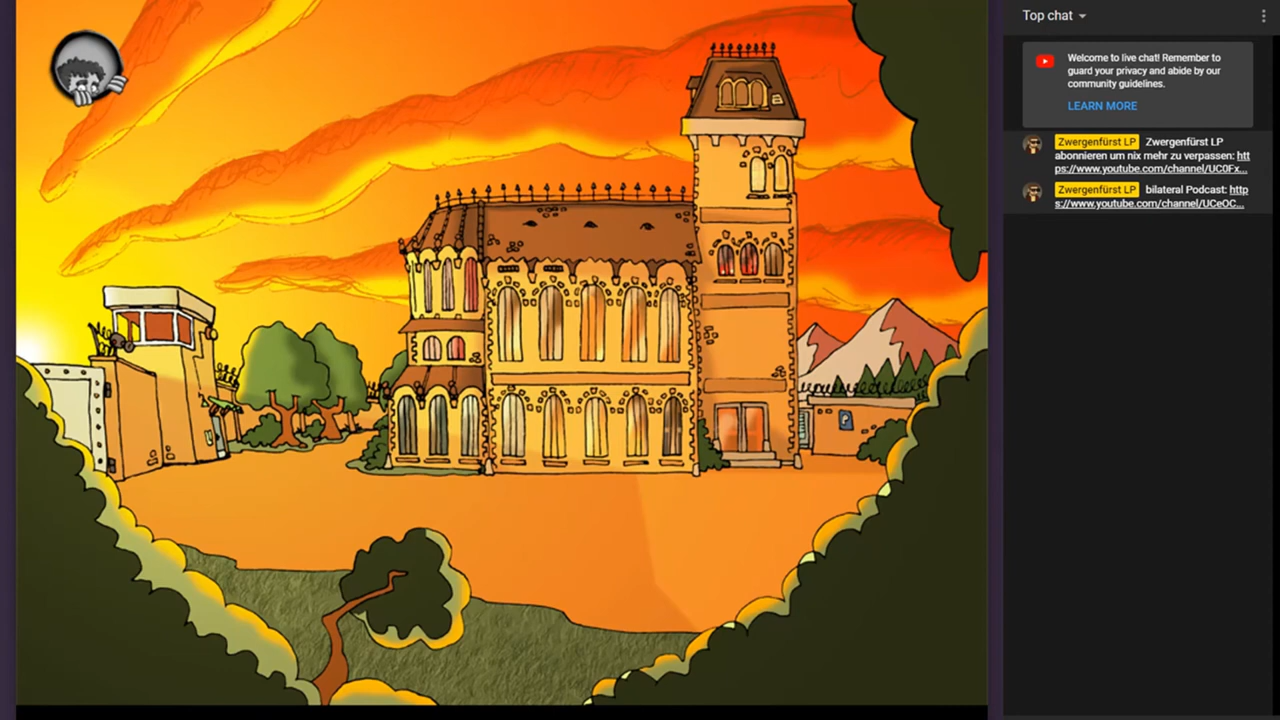 Top chat
Welcome to live chat! Remember to
guard your privacy and abide by our
community guidelines.
LEARN MORE
Zwergenfürst LP Zwergenfürst LP
abonnieren um nix mehr zu verpassen: htt
ps://www.youtube.com/channel/UC0Fx...
Zwergenfürst LP bilateral Podcast: http
s://www.youtube.com/channel/UCeOC...